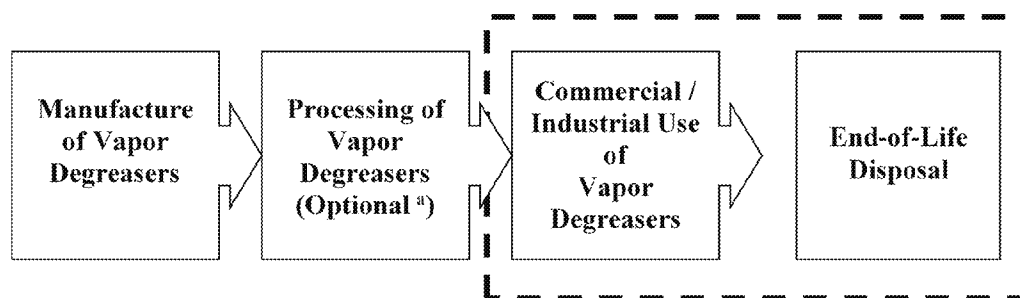 Manufacture
of Vapor
Degreasers
Processing of
Vapor
Degreasers
(Optional ᵃ)
Commercial /
Industrial Use
of
Vapor
Degreasers
End-of-Life
Disposal